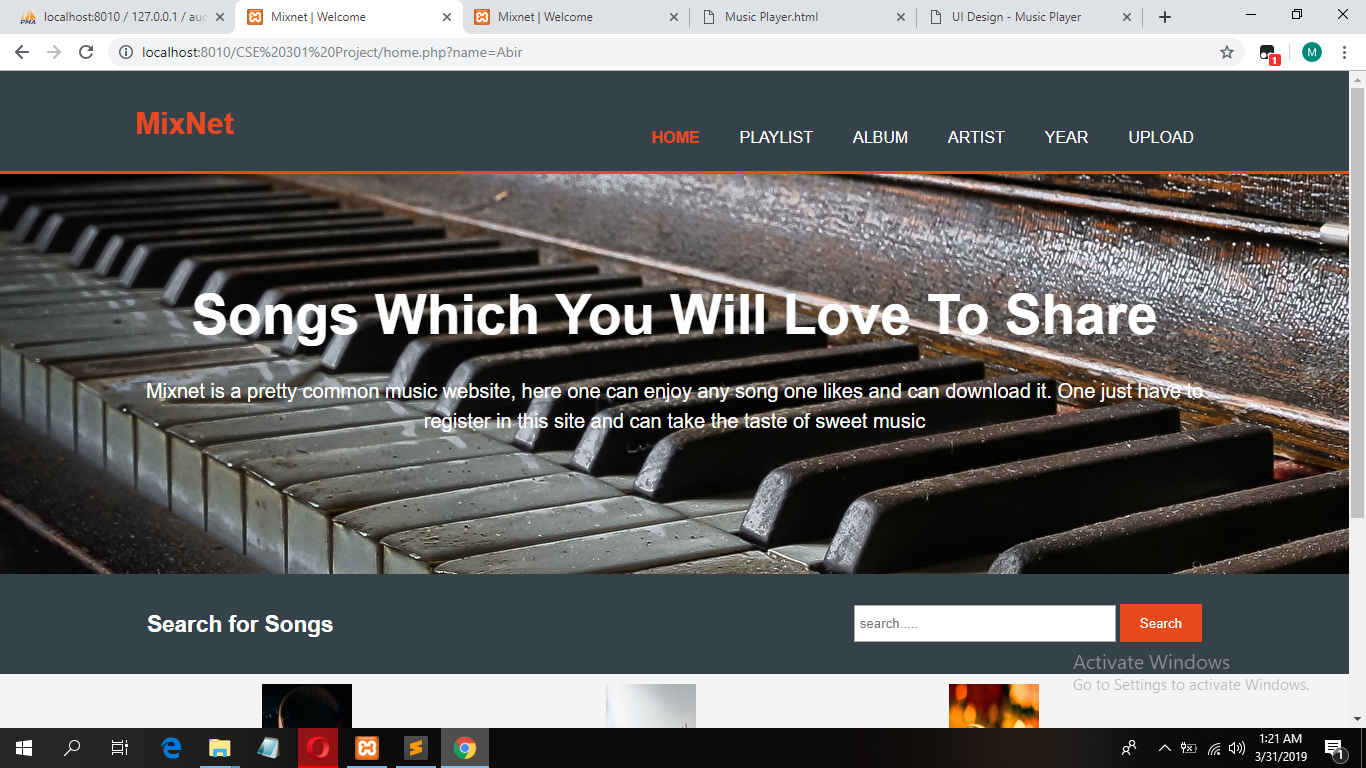 localhost:8010 / 127.0.0.1 / auc
Mixnet | Welcome
Mixnet | Welcome
Music Player.html
UI Design - Music Player
localhost:8010/CSE%20301%20Project/home.php?name=Abir
1
M
MixNet
HOME
PLAYLIST
ALBUM
ARTIST
YEAR
UPLOAD
Songs Which You Will Love To Share
Mixnet is a pretty common music website, here one can enjoy any song one likes and can download it. One just have to
register in this site and can take the taste of sweet music
Search for Songs
search.....
Search
Activate Windows
Go to Settings to activate Windows.
1:21 AM
3/31/2019
1